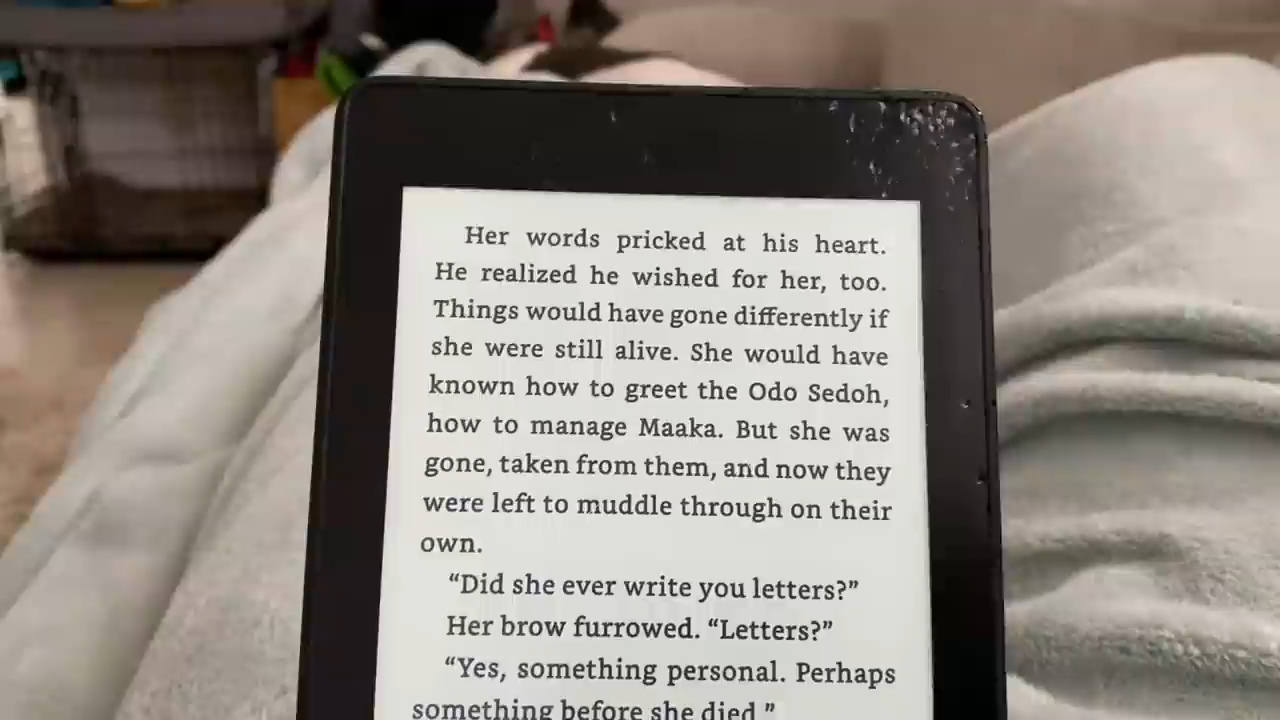 Her words pricked at his heart.
He realized he wished for her, too.
Things would have gone differently if
she were still alive. She would have
known how to greet the Odo Sedoh,
how to manage Maaka. But she was
gone, taken from them, and now they
were left to muddle through on their
own.
“Did she ever write you letters?”
Her brow furrowed. “Letters?”
“Yes, something personal. Perhaps
something before she died.”